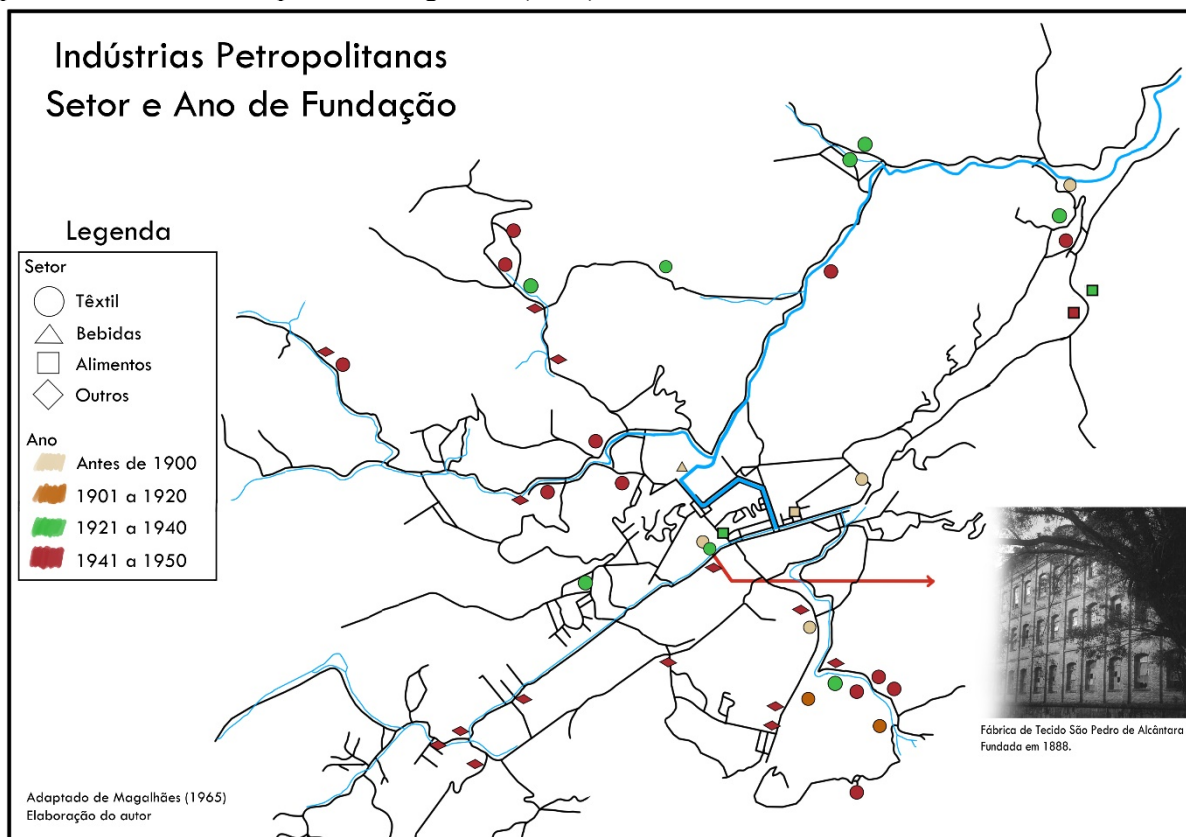 Indústrias Petropolitanas
Setor e Ano de Fundação
Legenda
Setor
Têxtil
Bebidas
Alimentos
Outros
Ano
Antes de 1900
1901 a 1920
1921 a 1940
1941 a 1950
Fábrica de Tecido São Pedro de Alcântara
Fundada em 1888.
Adaptado de Magalhães (1965)
Elaboração do autor